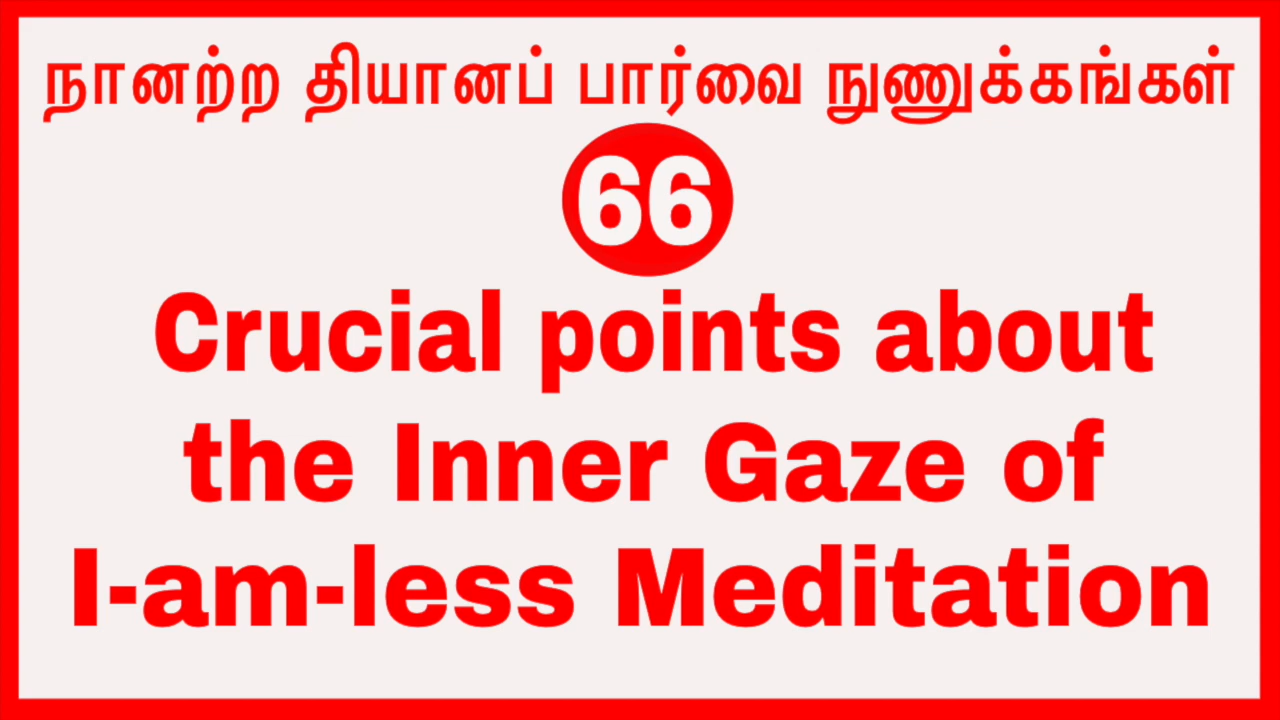 நானற்ற தியானப் பார்வை நுணுக்கங்கள்
66
Crucial points about
the Inner Gaze of
I-am-less Meditation